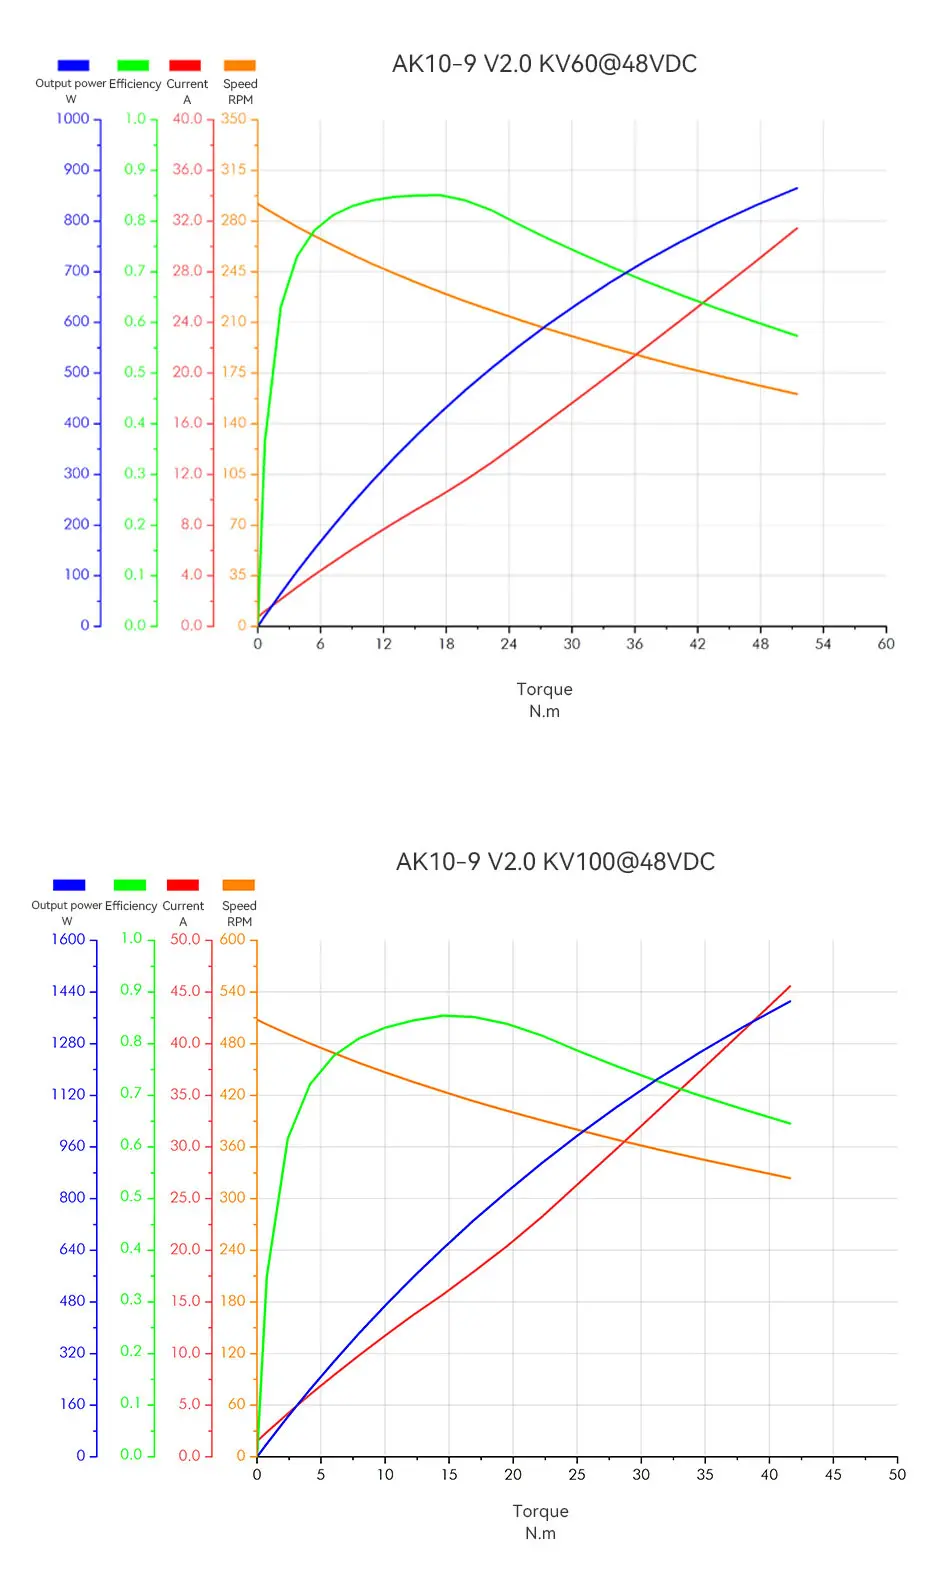 AK10-9 V2.0 KV60@48VDC
Output power Efficiency Current Speed
W A RPM
1000 1.0 40.0 350
900 0.9 36.0 315
800 0.8 32.0 280
700 0.7 28.0 245
600 0.6 24.0 210
500 0.5 20.0 175
400 0.4 16.0 140
300 0.3 12.0 105
200 0.2 8.0 70
100 0.1 4.0 35
0 0.0 0.0 0
0 6 12 18 24 30 36 42 48 54 60
Torque
N.m
AK10-9 V2.0 KV100@48VDC
Output power Efficiency Current Speed
W A RPM
1600 1.0 50.0 600
1440 0.9 45.0 540
1280 0.8 40.0 480
1120 0.7 35.0 420
960 0.6 30.0 360
800 0.5 25.0 300
640 0.4 20.0 240
480 0.3 15.0 180
320 0.2 10.0 120
160 0.1 5.0 60
0 0.0 0.0 0
0 5 10 15 20 25 30 35 40 45 50
Torque
N.m